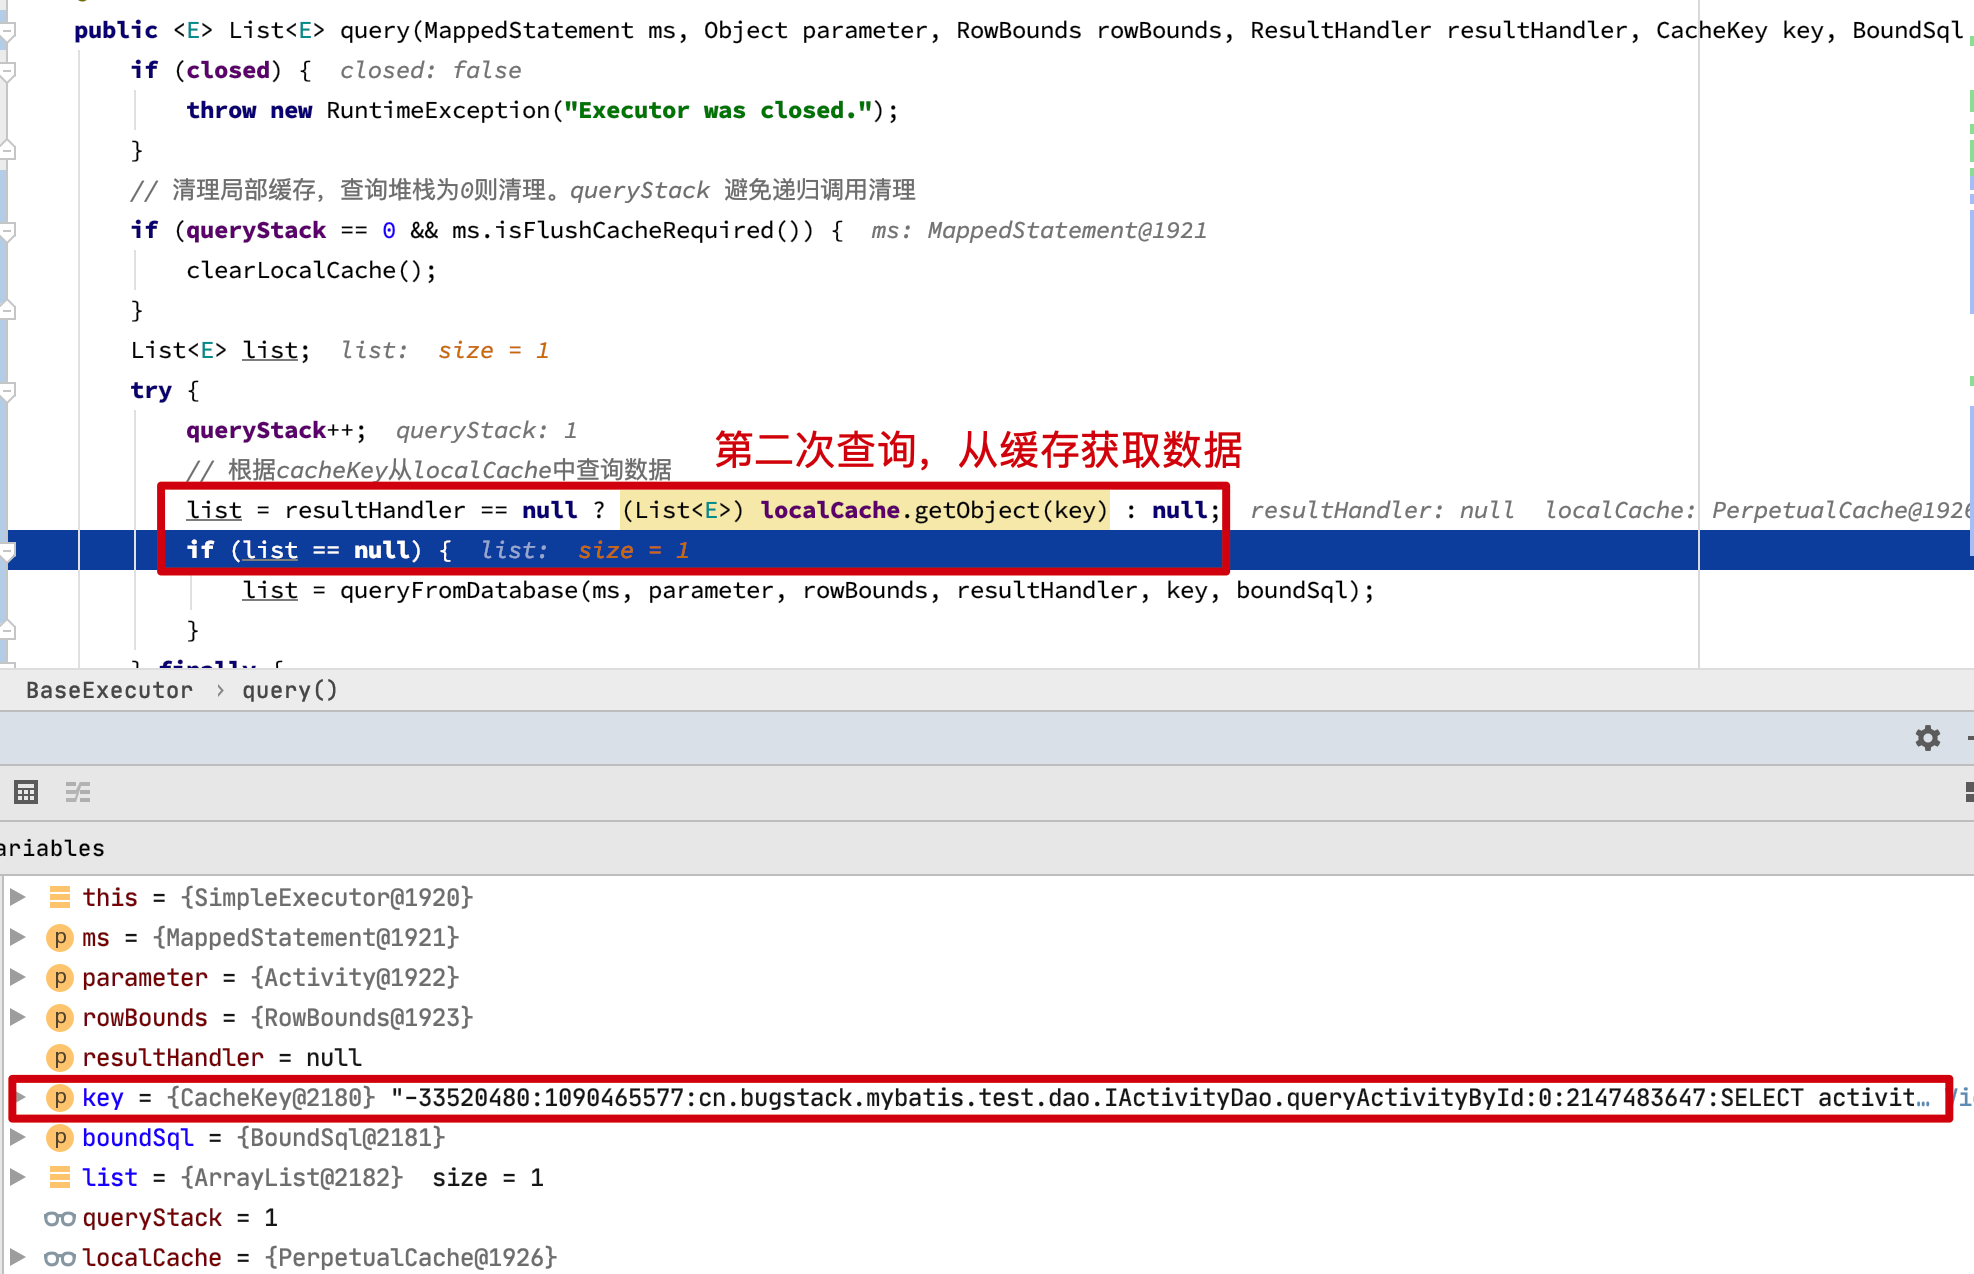 public <E> List<E> query(MappedStatement ms, Object parameter, RowBounds rowBounds, ResultHandler resultHandler, CacheKey key, BoundSql
if (closed) { closed: false
throw new RuntimeException("Executor was closed.");
}
// 清理局部缓存，查询堆栈为0则清理。queryStack 避免递归调用清理
if (queryStack == 0 && ms.isFlushCacheRequired()) { ms: MappedStatement@1921
clearLocalCache();
}
List<E> list; list: size = 1
try {
queryStack++; queryStack: 1
第二次查询，从缓存获取数据
// 根据cacheKey从localCache中查询数据
list = resultHandler == null ? (List<E>) localCache.getObject(key) : null; resultHandler: null localCache: PerpetualCache@1926
if (list == null) { list: size = 1
list = queryFromDatabase(ms, parameter, rowBounds, resultHandler, key, boundSql);
}
} finally {
BaseExecutor › query()
ariables
this = {SimpleExecutor@1920}
p ms = {MappedStatement@1921}
p parameter = {Activity@1922}
p rowBounds = {RowBounds@1923}
p resultHandler = null
p key = {CacheKey@2180} "-33520480:1090465577:cn.bugstack.mybatis.test.dao.IActivityDao.queryActivityById:0:2147483647:SELECT activit…
p boundSql = {BoundSql@2181}
list = {ArrayList@2182} size = 1
queryStack = 1
localCache = {PerpetualCache@1926}